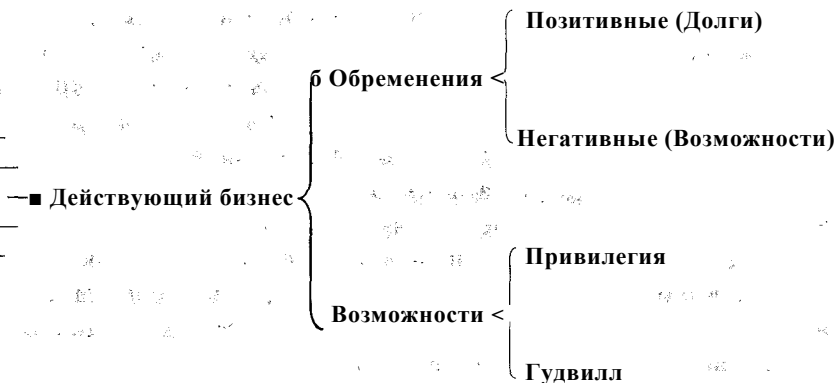 Позитивные (Долги)
б Обременения <
Негативные (Возможности)
—■ Действующий бизнес
Привилегия
Возможности <
Гудвилл